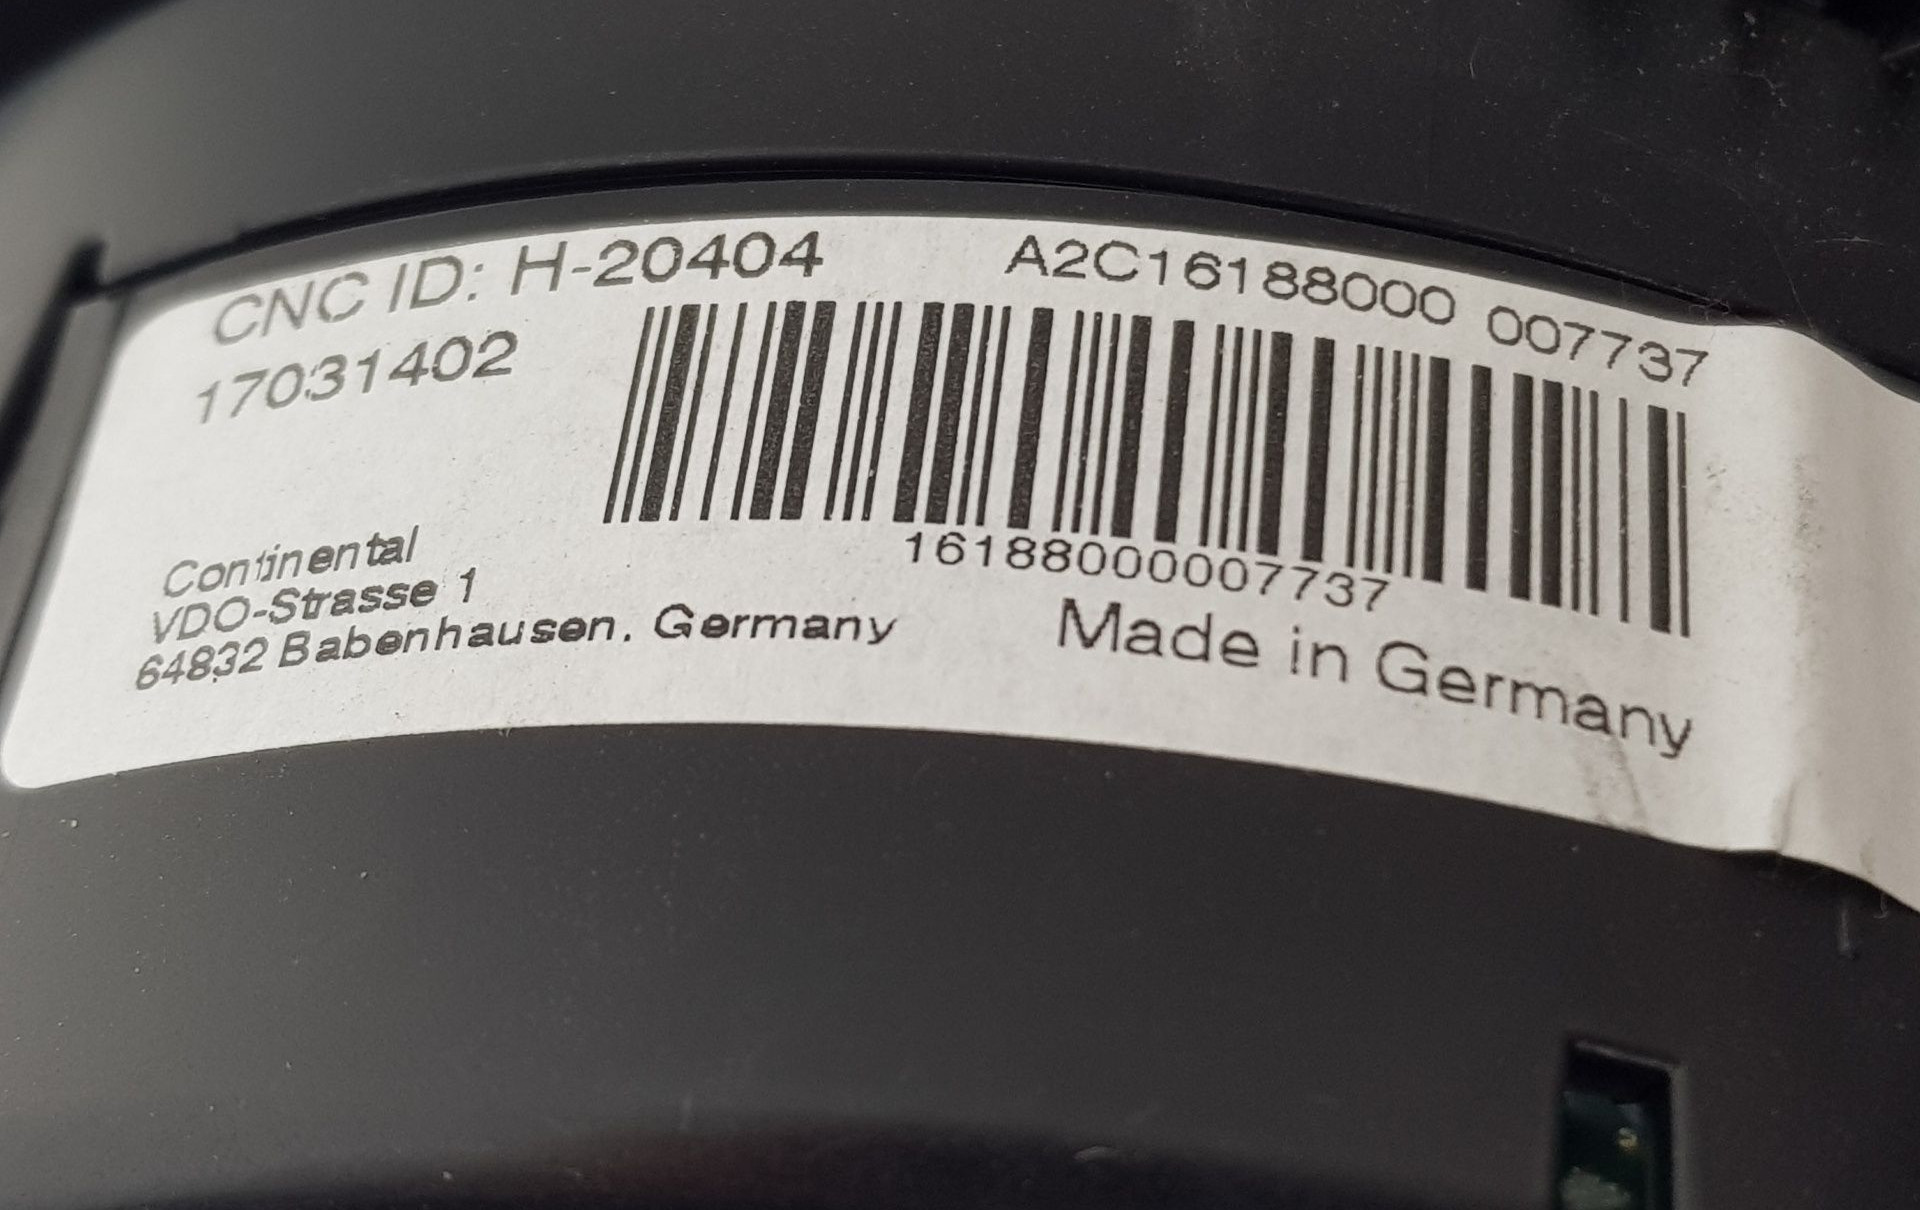 CNC ID: H-20404
A2C16188000 007737
17031402
16188000007737
Continental
VDO-Strasse 1
64832 Babenhausen, Germany
Made in Germany